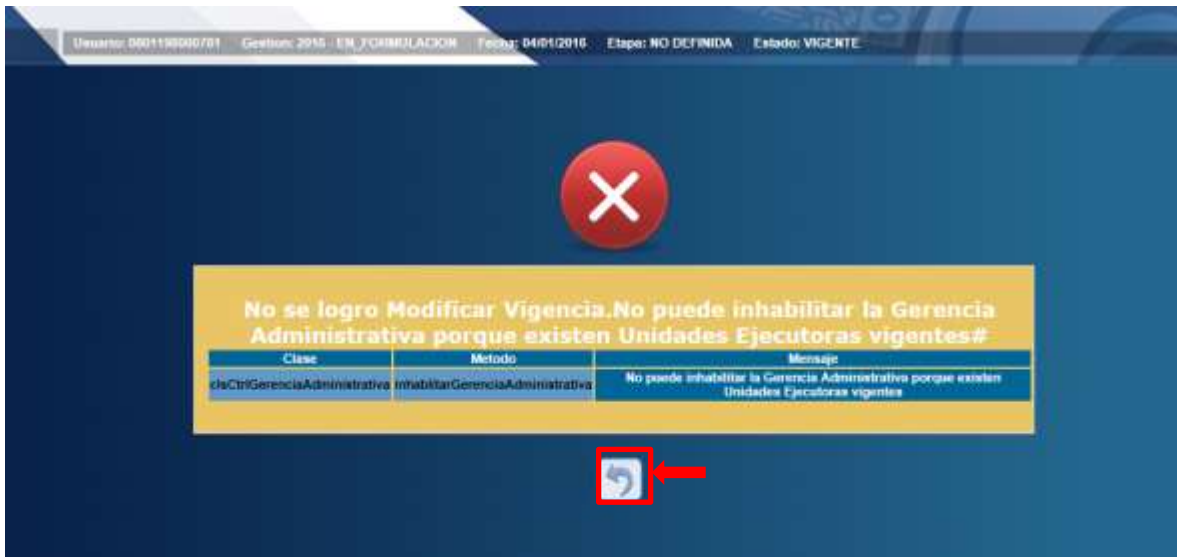 Usuario: Gestion: 2016 - EN_FORMULACION Fecha: 04/01/2016 Etapa: NO DEFINIDA Estado: VIGENTE
No se logro Modificar Vigencia.No puede inhabilitar la Gerencia
Administrativa porque existen Unidades Ejecutoras vigentes#
Clase Metodo Mensaje
clsCtrlGerenciaAdministrativa inhabilitarGerenciaAdministrativa No puede inhabilitar la Gerencia Administrativa porque existen
Unidades Ejecutoras vigentes